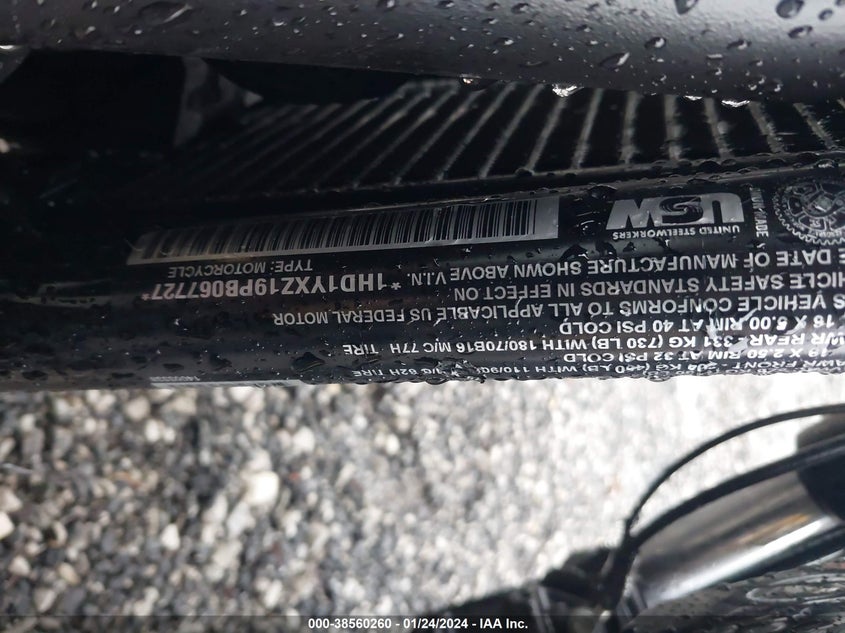 GAWR FRONT
19 X 2.50 RIM AT 32 PSI COLD
GAWR REAR -331 KG (730 LB) WITH 180/70B16 M/C 77H TIRE
16 X 5.00 RIM AT 40 PSI COLD
VEHICLE CONFORMS TO ALL APPLICABLE US FEDERAL MOTOR
VEHICLE SAFETY STANDARDS IN EFFECT ON
DATE OF MANUFACTURE SHOWN ABOVE V.I.N.
*1HD1YXZ19PB067727*
TYPE: MOTORCYCLE
USW
UNITED STEELWORKERS
000-38560260 - 01/24/2024 - IAA Inc.